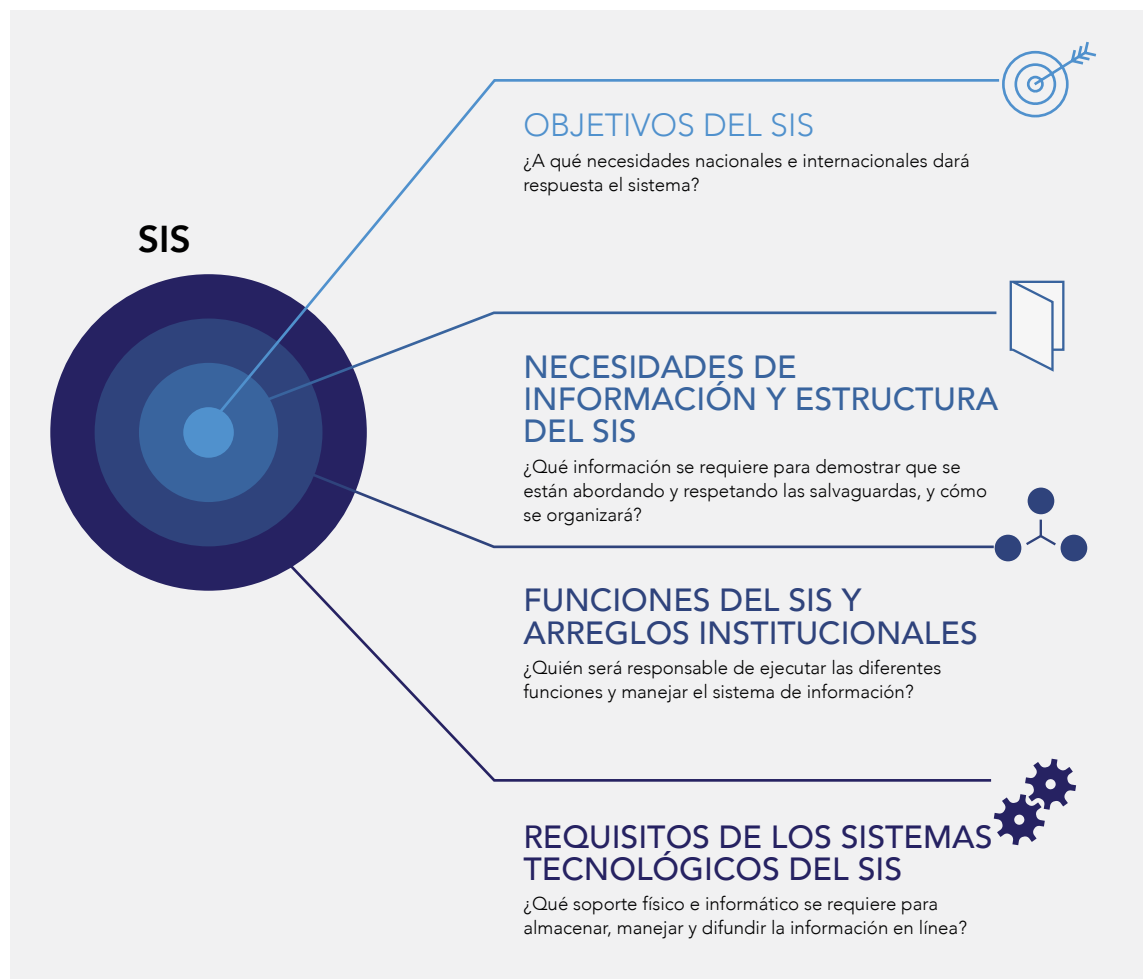 SIS
OBJETIVOS DEL SIS
¿A qué necesidades nacionales e internacionales dará
respuesta el sistema?
NECESIDADES DE
INFORMACIÓN Y ESTRUCTURA
DEL SIS
¿Qué información se requiere para demostrar que se
están abordando y respetando las salvaguardas, y cómo
se organizará?
FUNCIONES DEL SIS Y
ARREGLOS INSTITUCIONALES
¿Quién será responsable de ejecutar las diferentes
funciones y manejar el sistema de información?
REQUISITOS DE LOS SISTEMAS
TECNOLÓGICOS DEL SIS
¿Qué soporte físico e informático se requiere para
almacenar, manejar y difundir la información en línea?